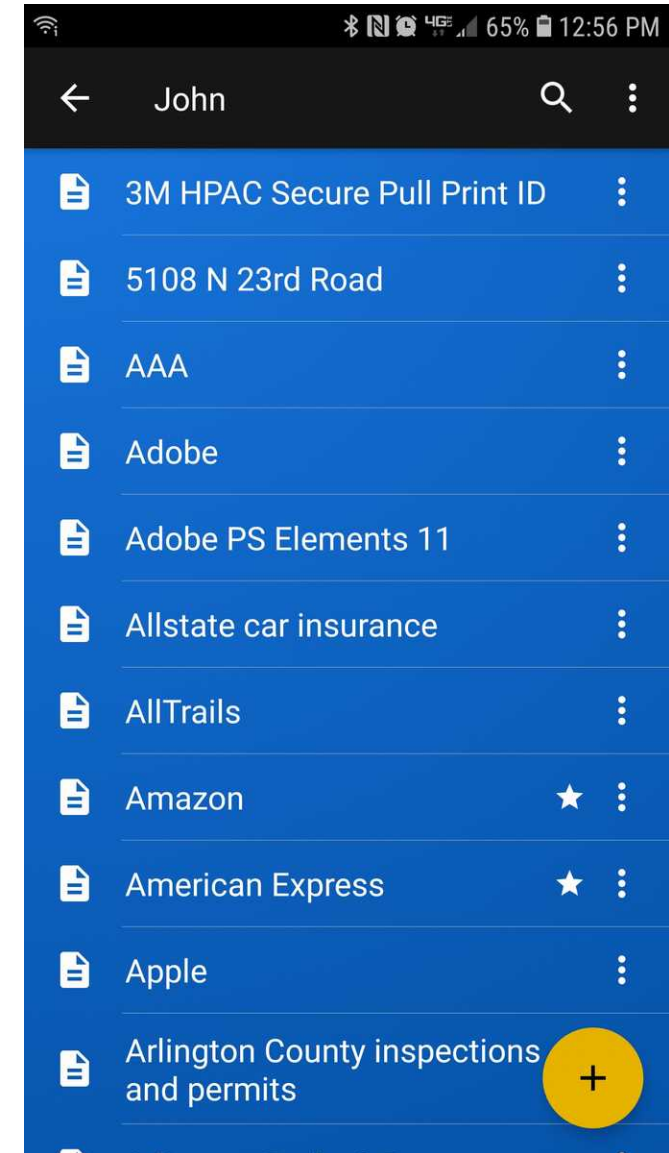 4GE 65% 12:56 PM
John
3M HPAC Secure Pull Print ID
5108 N 23rd Road
AAA
Adobe
Adobe PS Elements 11
Allstate car insurance
AllTrails
Amazon
American Express
Apple
Arlington County inspections
and permits